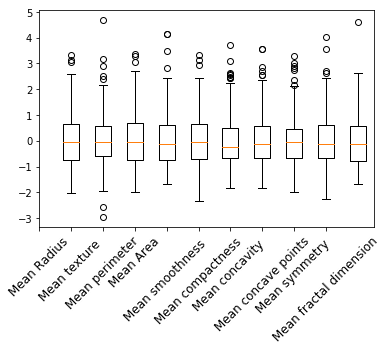 5
4
3
2
1
0
−1
−2
−3
Mean Radius
Mean texture
Mean perimeter
Mean Area
Mean smoothness
Mean compactness
Mean concavity
Mean concave points
Mean symmetry
Mean fractal dimension